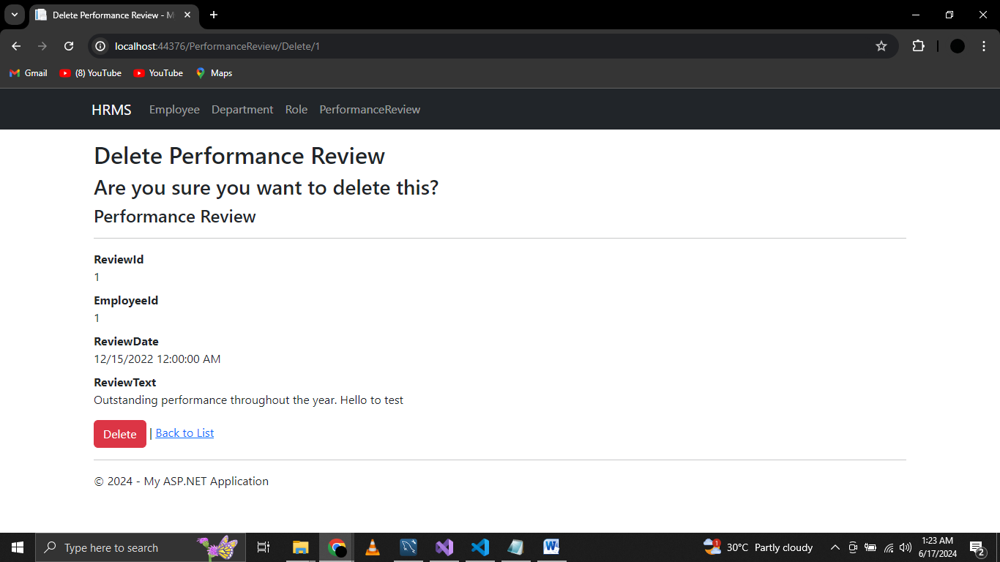 Delete Performance Review - M
localhost:44376/PerformanceReview/Delete/1
Gmail (8) YouTube YouTube Maps
HRMS Employee Department Role PerformanceReview
Delete Performance Review
Are you sure you want to delete this?
Performance Review
ReviewId
1
EmployeeId
1
ReviewDate
12/15/2022 12:00:00 AM
ReviewText
Outstanding performance throughout the year. Hello to test
Delete | Back to List
© 2024 - My ASP.NET Application
Type here to search 1 30°C Partly cloudy 1:23 AM
6/17/2024 2